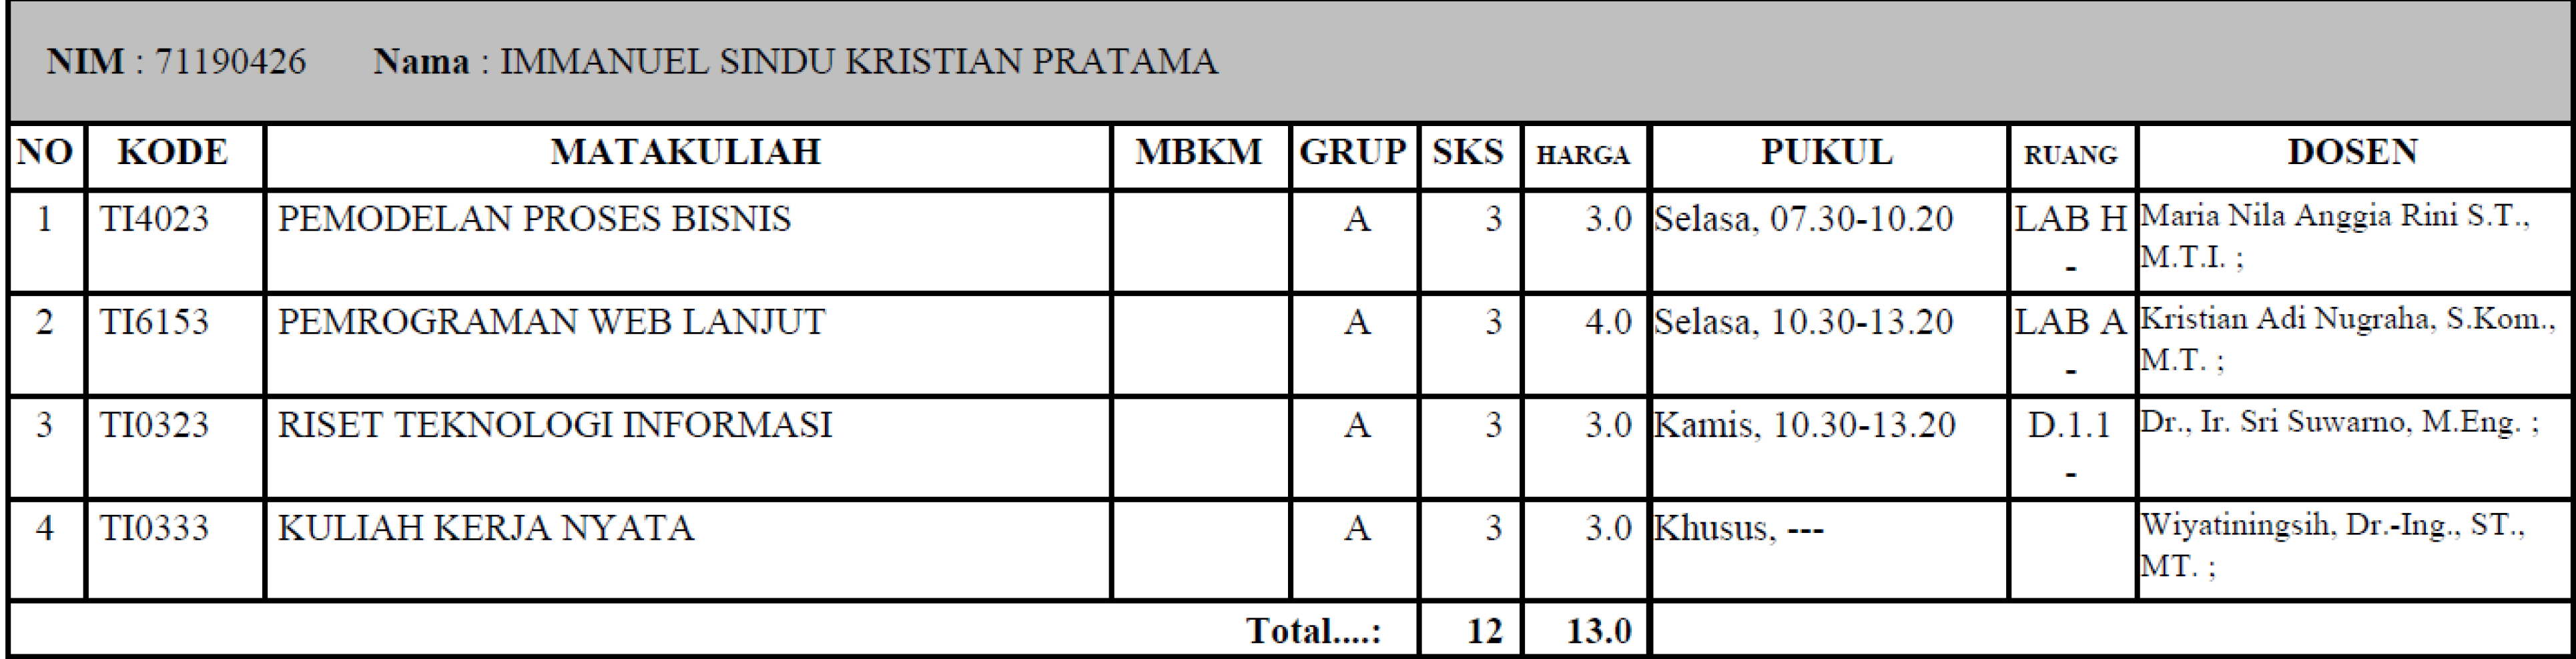 NIM : 71190426 Nama : IMMANUEL SINDU KRISTIAN PRATAMA
NO KODE MATAKULIAH MBKM GRUP SKS HARGA PUKUL RUANG DOSEN
1 TI4023 PEMODELAN PROSES BISNIS A 3 3.0 Selasa, 07.30-10.20 LAB H Maria Nila Anggia Rini S.T.,
- M.T.I. ;
2 TI6153 PEMROGRAMAN WEB LANJUT A 3 4.0 Selasa, 10.30-13.20 LAB A Kristian Adi Nugraha, S.Kom.,
- M.T. ;
3 TI0323 RISET TEKNOLOGI INFORMASI A 3 3.0 Kamis, 10.30-13.20 D.1.1 Dr., Ir. Sri Suwarno, M.Eng. ;
-
4 TI0333 KULIAH KERJA NYATA A 3 3.0 Khusus, --- Wiyatiningsih, Dr.-Ing., ST.,
MT. ;
Total....: 12 13.0